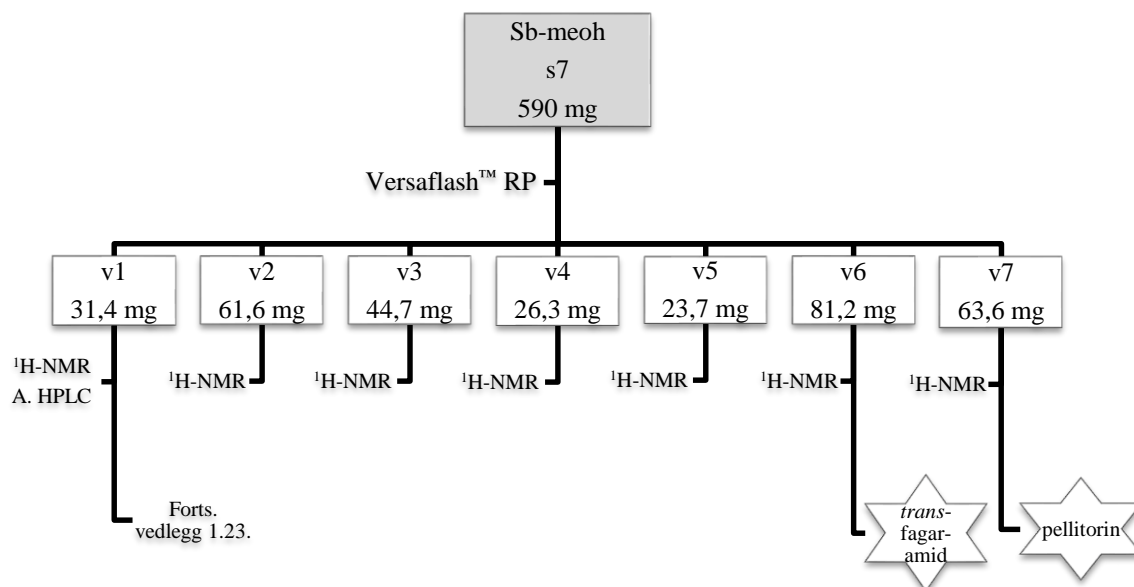 Sb-meoh
s7
590 mg
Versaflash™ RP
v1
31,4 mg
v2
61,6 mg
v3
44,7 mg
v4
26,3 mg
v5
23,7 mg
v6
81,2 mg
v7
63,6 mg
¹H-NMR
A. HPLC
¹H-NMR
¹H-NMR
¹H-NMR
¹H-NMR
¹H-NMR
¹H-NMR
Forts.
vedlegg 1.23.
trans-
fagar-
amid
pellitorin